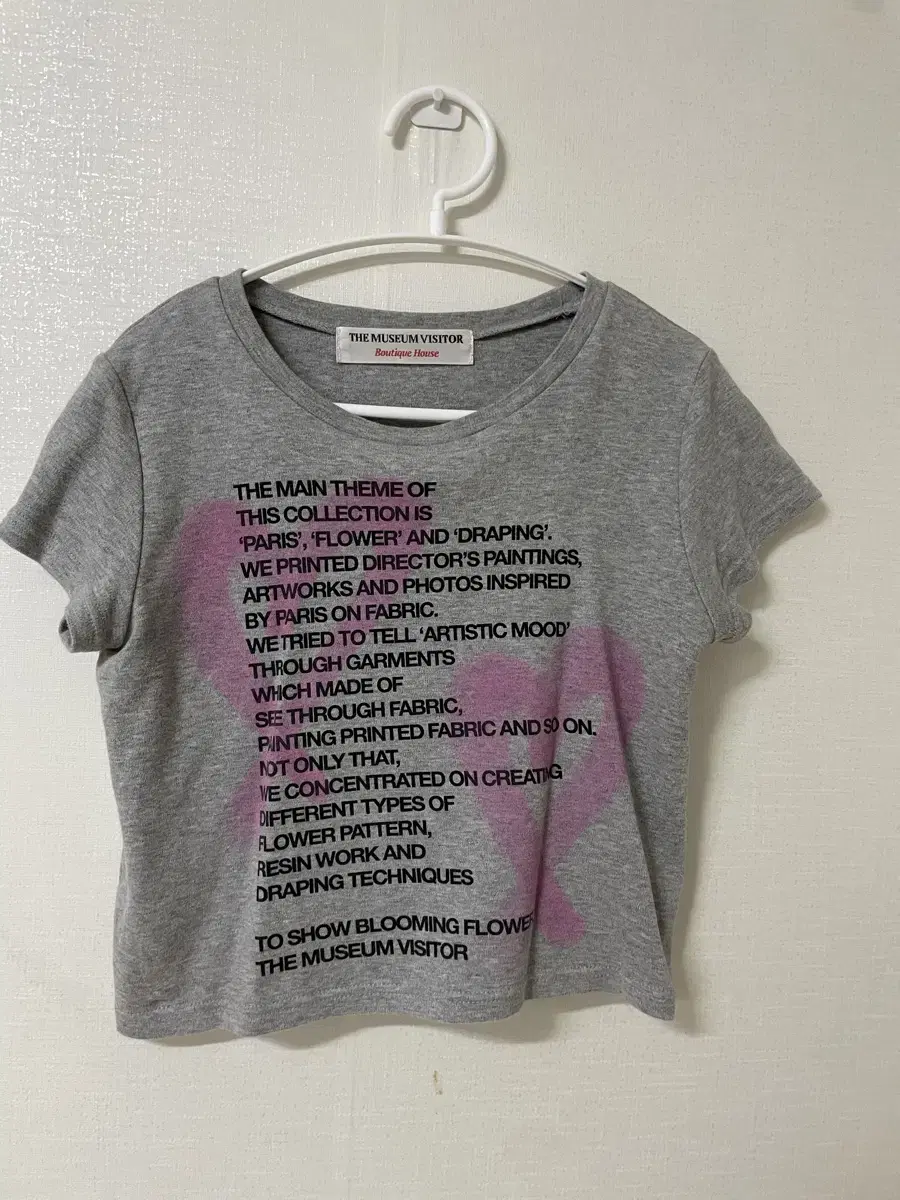 THE MUSEUM VISITOR
Boutique House
THE MAIN THEME OF
THIS COLLECTION IS
'PARIS', 'FLOWER' AND 'DRAPING'.
WE PRINTED DIRECTOR'S PAINTINGS,
ARTWORKS AND PHOTOS INSPIRED
BY PARIS ON FABRIC.
WE TRIED TO TELL 'ARTISTIC MOOD'
THROUGH GARMENTS
WHICH MADE OF
SEE THROUGH FABRIC,
PAINTING PRINTED FABRIC AND SO ON.
NOT ONLY THAT,
WE CONCENTRATED ON CREATING
DIFFERENT TYPES OF
FLOWER PATTERN,
RESIN WORK AND
DRAPING TECHNIQUES
TO SHOW BLOOMING FLOWER
THE MUSEUM VISITOR